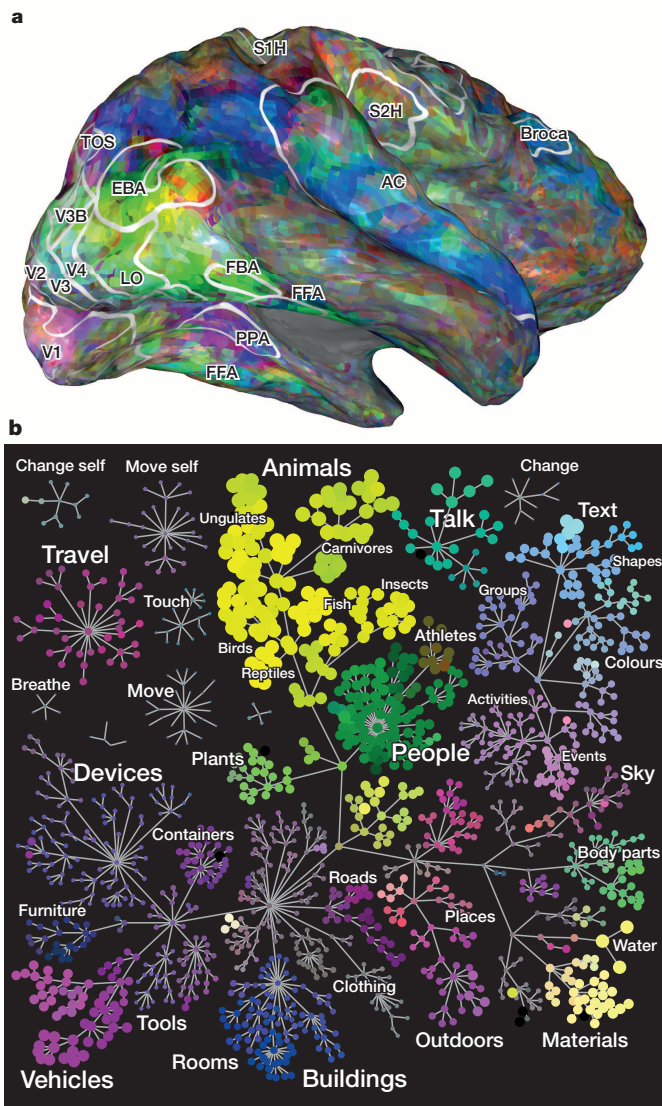 a
S1H
S2H
Broca
TOS
EBA
AC
V3B
V2
V4
V3
LO
FBA
FFA
V1
PPA
FFA
b
Change self
Move self
Animals
Change
Ungulates
Talk
Text
Carnivores
Shapes
Travel
Insects
Groups
Touch
Fish
Athletes
Birds
Colours
Reptiles
Breathe
Move
Activities
People
Plants
Events
Devices
Sky
Containers
Body parts
Roads
Furniture
Places
Water
Clothing
Tools
Outdoors
Materials
Rooms
Buildings
Vehicles